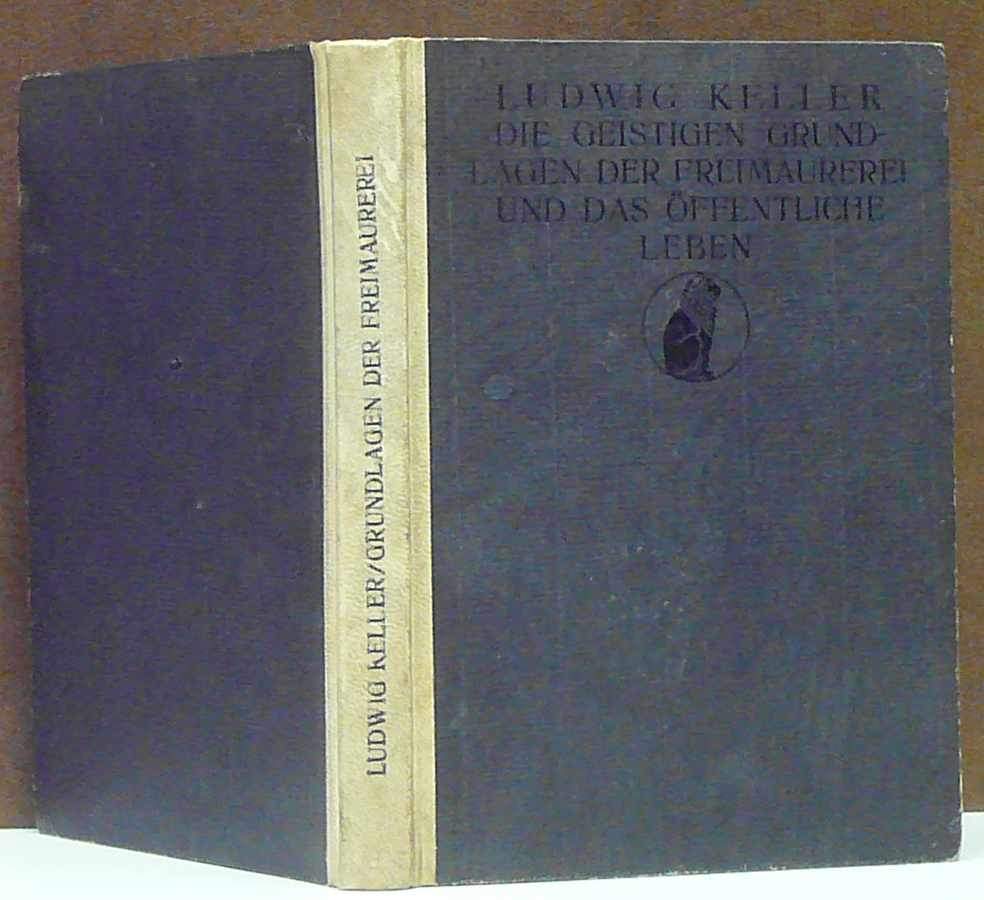 LUDWIG KELLER
DIE GEISTIGEN GRUND-
LAGEN DER FREIMAUREREI
UND DAS ÖFFENTLICHE
LEBEN
LUDWIG KELLER/GRUNDLAGEN DER FREIMAUREREI